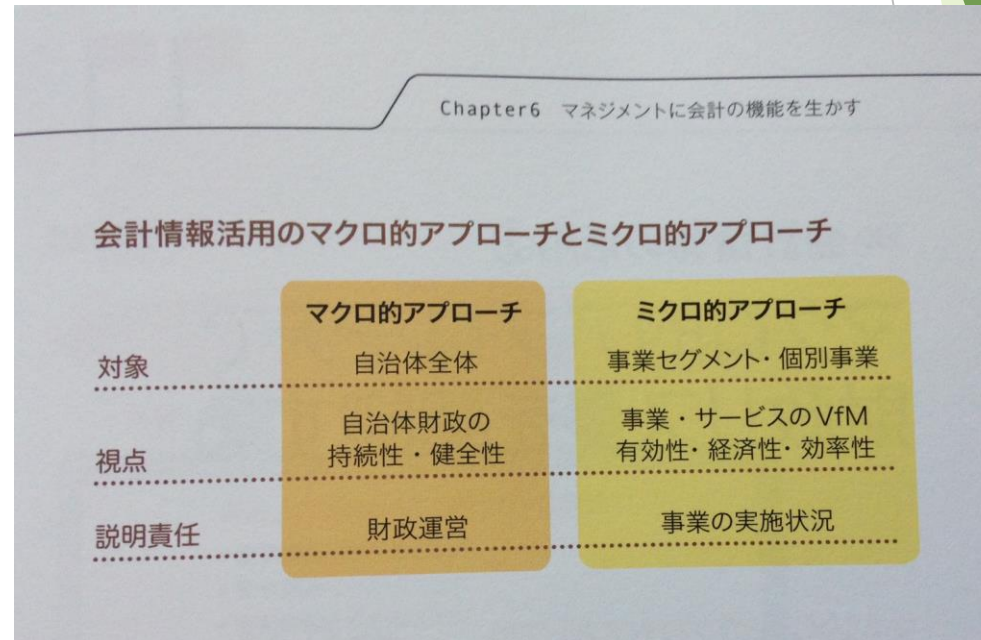 Chapter6 マネジメントに会計の機能を生かす
会計情報活用のマクロ的アプローチとミクロ的アプローチ
マクロ的アプローチ ミクロ的アプローチ
対象 自治体全体 事業セグメント・個別事業
自治体財政の 事業・サービスのVfM
視点 持続性・健全性 有効性・経済性・効率性
説明責任 財政運営 事業の実施状況